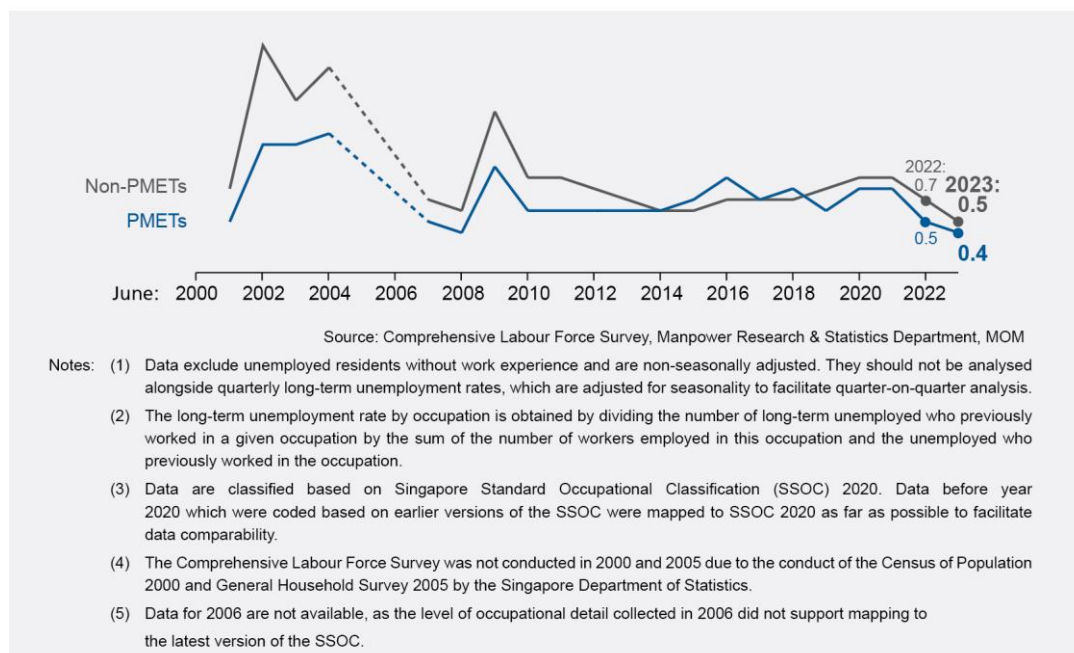 2022:
0.7
2023:
0.5
Non-PMETs
PMETs
0.5
0.4
June: 2000 2002 2004 2006 2008 2010 2012 2014 2016 2018 2020 2022
Source: Comprehensive Labour Force Survey, Manpower Research & Statistics Department, MOM
Notes: (1) Data exclude unemployed residents without work experience and are non-seasonally adjusted. They should not be analysed
alongside quarterly long-term unemployment rates, which are adjusted for seasonality to facilitate quarter-on-quarter analysis.
(2) The long-term unemployment rate by occupation is obtained by dividing the number of long-term unemployed who previously
worked in a given occupation by the sum of the number of workers employed in this occupation and the unemployed who
previously worked in the occupation.
(3) Data are classified based on Singapore Standard Occupational Classification (SSOC) 2020. Data before year
2020 which were coded based on earlier versions of the SSOC were mapped to SSOC 2020 as far as possible to facilitate
data comparability.
(4) The Comprehensive Labour Force Survey was not conducted in 2000 and 2005 due to the conduct of the Census of Population
2000 and General Household Survey 2005 by the Singapore Department of Statistics.
(5) Data for 2006 are not available, as the level of occupational detail collected in 2006 did not support mapping to
the latest version of the SSOC.